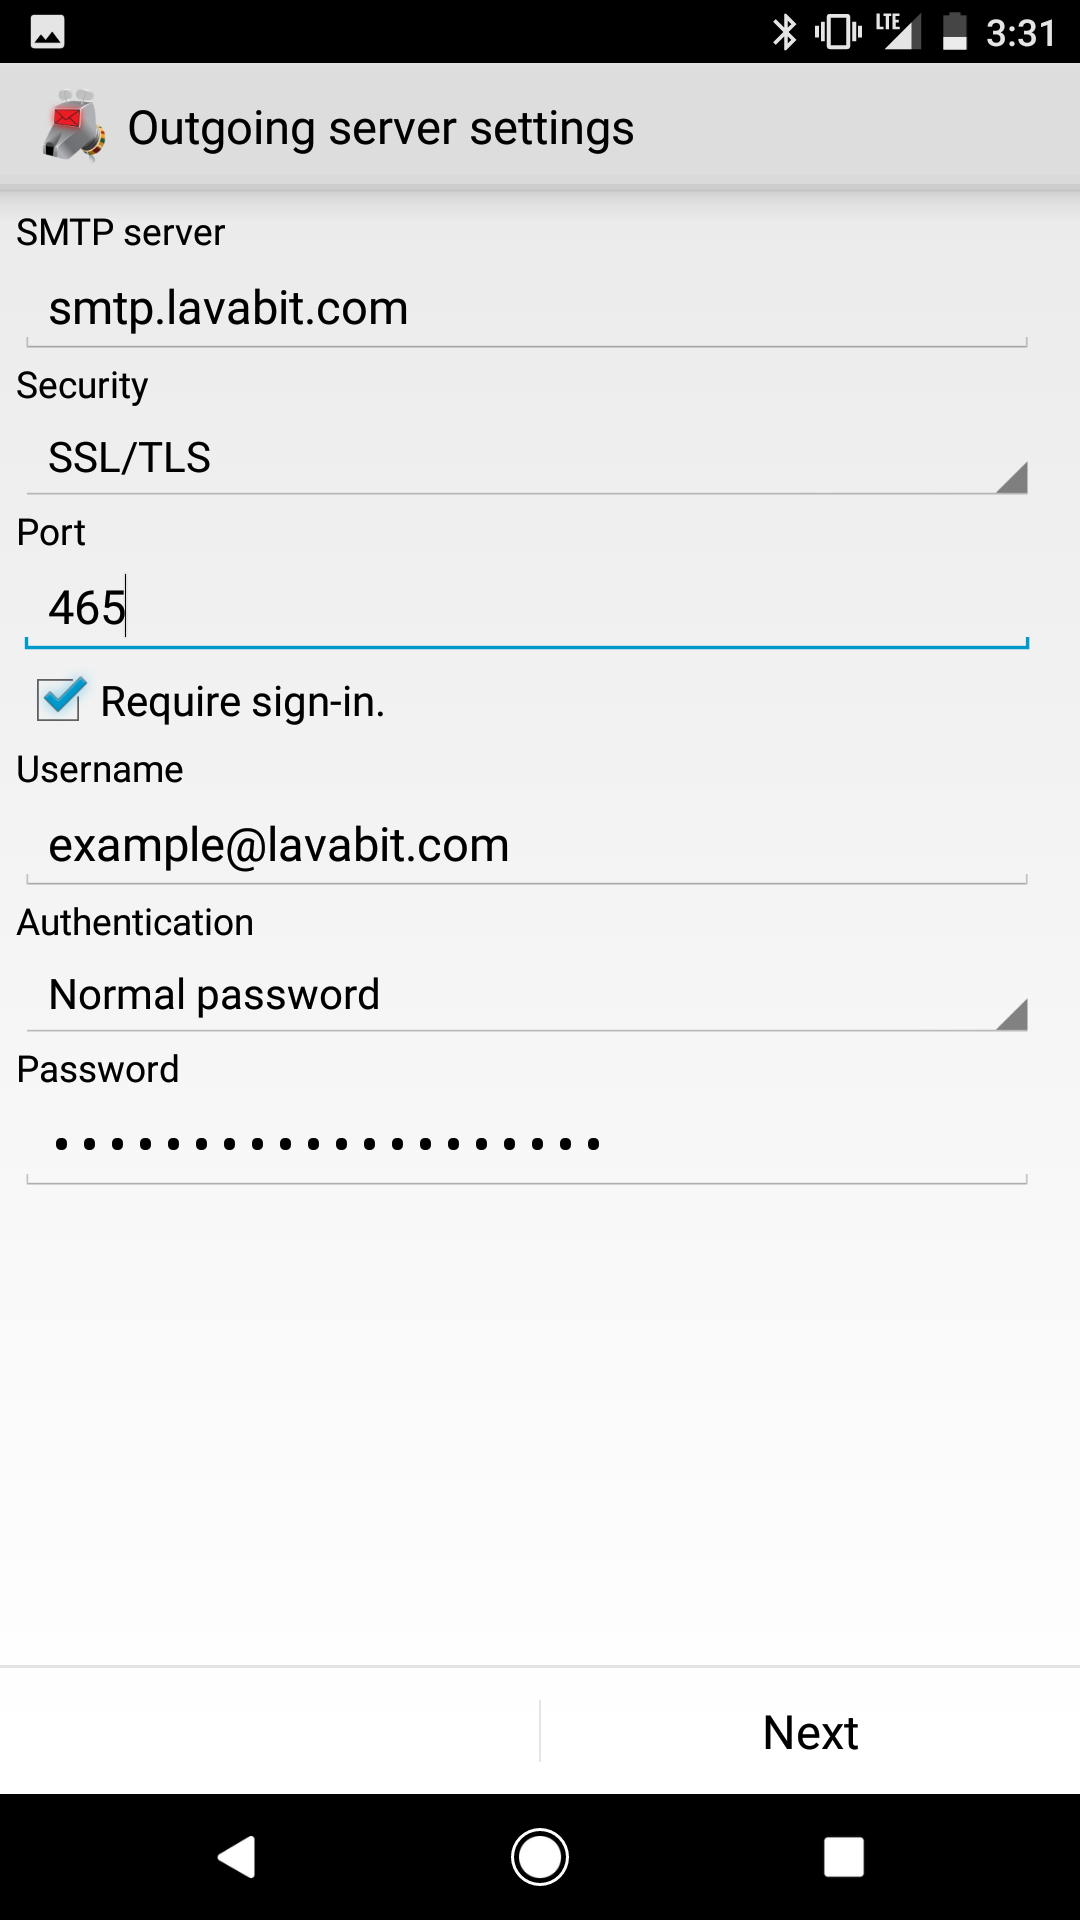 LTE 3:31
Outgoing server settings
SMTP server
smtp.lavabit.com
Security
SSL/TLS
Port
465
Require sign-in.
Username
example@lavabit.com
Authentication
Normal password
Password
••••••••••••••••••••
Next